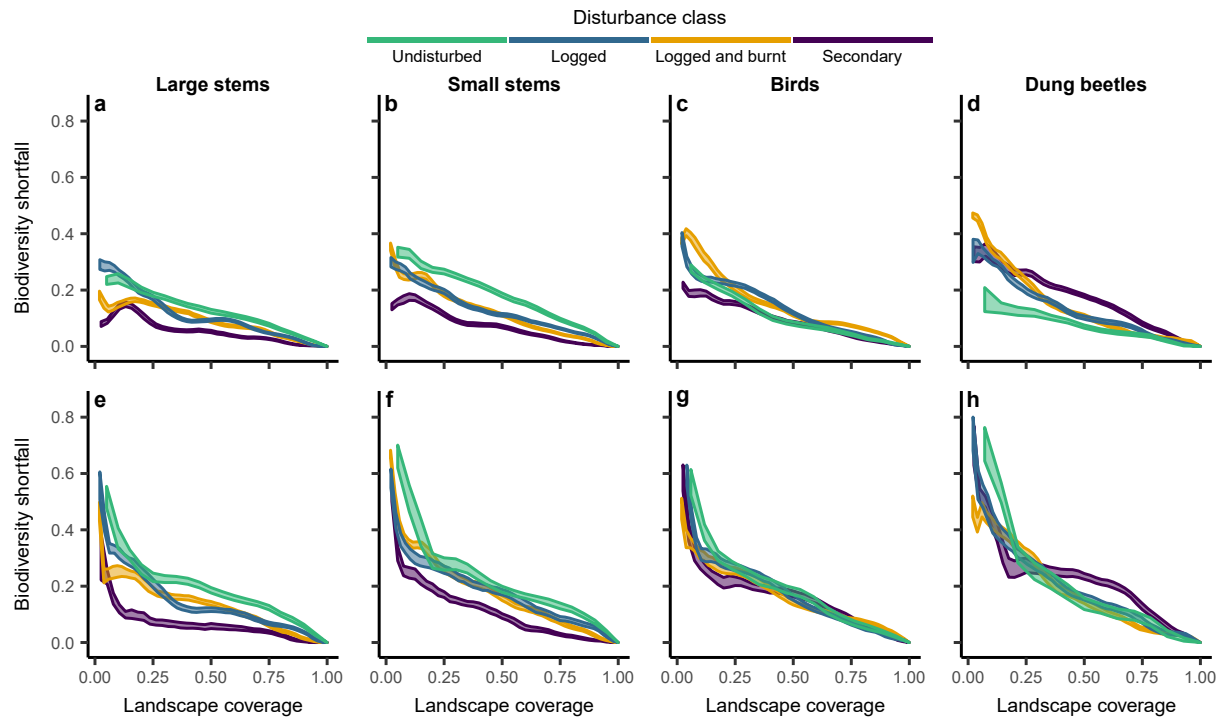 Disturbance class
Undisturbed Logged Logged and burnt Secondary
Large stems Small stems Birds Dung beetles
a b c d
Biodiversity shortfall
0.8
0.6
0.4
0.2
0.0
e f g h
Biodiversity shortfall
0.8
0.6
0.4
0.2
0.0
0.00 0.25 0.50 0.75 1.00 0.00 0.25 0.50 0.75 1.00 0.00 0.25 0.50 0.75 1.00 0.00 0.25 0.50 0.75 1.00
Landscape coverage Landscape coverage Landscape coverage Landscape coverage